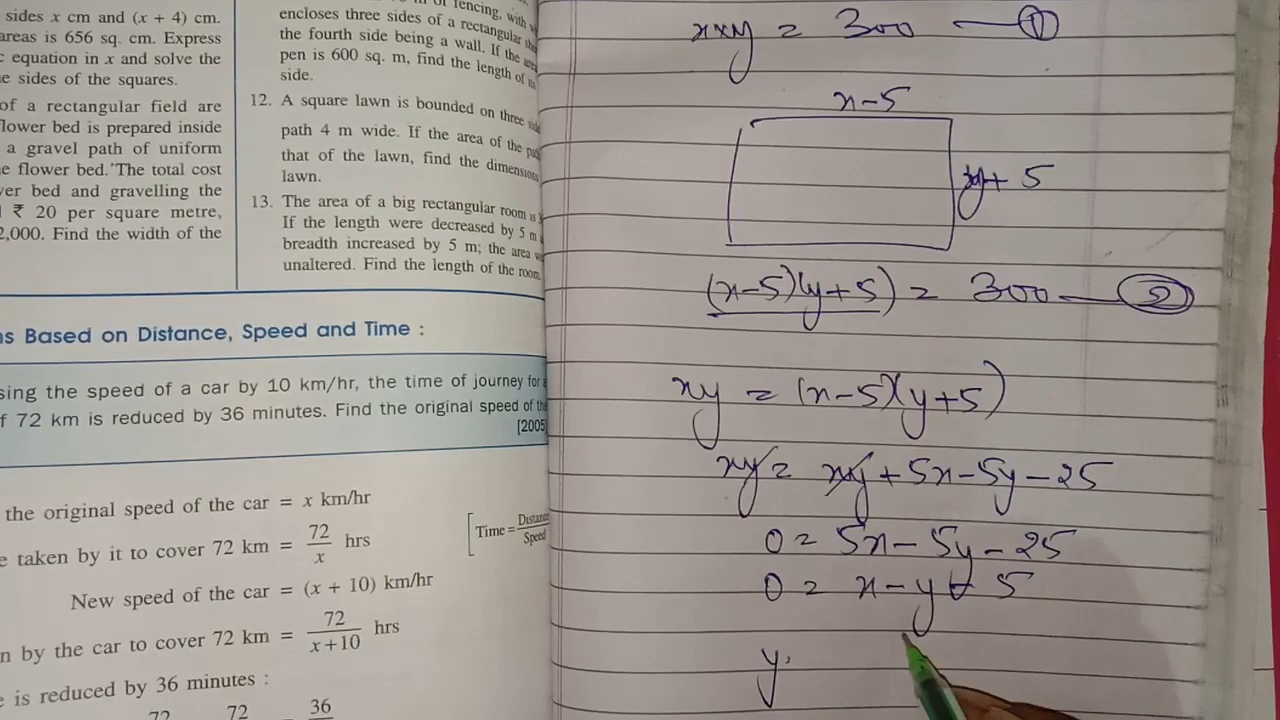 sides x cm and (x + 4) cm.
areas is 656 sq. cm. Express
equation in x and solve the
sides of the squares.
of a rectangular field are
flower bed is prepared inside
a gravel path of uniform
e flower bed. The total cost
er bed and gravelling the
₹ 20 per square metre,
2,000. Find the width of the
of fencing, with
encloses three sides of a rectangular
the fourth side being a wall. If the
pen is 600 sq. m, find the length of
side.
12. A square lawn is bounded on three
path 4 m wide. If the area of the
that of the lawn, find the dimensions
lawn.
13. The area of a big rectangular room is
If the length were decreased by 5 m
breadth increased by 5 m; the area
unaltered. Find the length of the room.
ns Based on Distance, Speed and Time :
sing the speed of a car by 10 km/hr, the time of journey for
f 72 km is reduced by 36 minutes. Find the original speed of the
[2005]
the original speed of the car = x km/hr
e taken by it to cover 72 km = 72/x hrs
[Time = Distance/Speed
New speed of the car = (x + 10) km/hr
n by the car to cover 72 km = 72/x+10 hrs
e is reduced by 36 minutes :
72 72 36
x×y = 300 — ①
x-5
y+ 5
(x-5)(y+5) = 300 — ②
xy = (x-5)(y+5)
xy = xy + 5x - 5y - 25
0 = 5x - 5y - 25
0 = x - y - 5
y